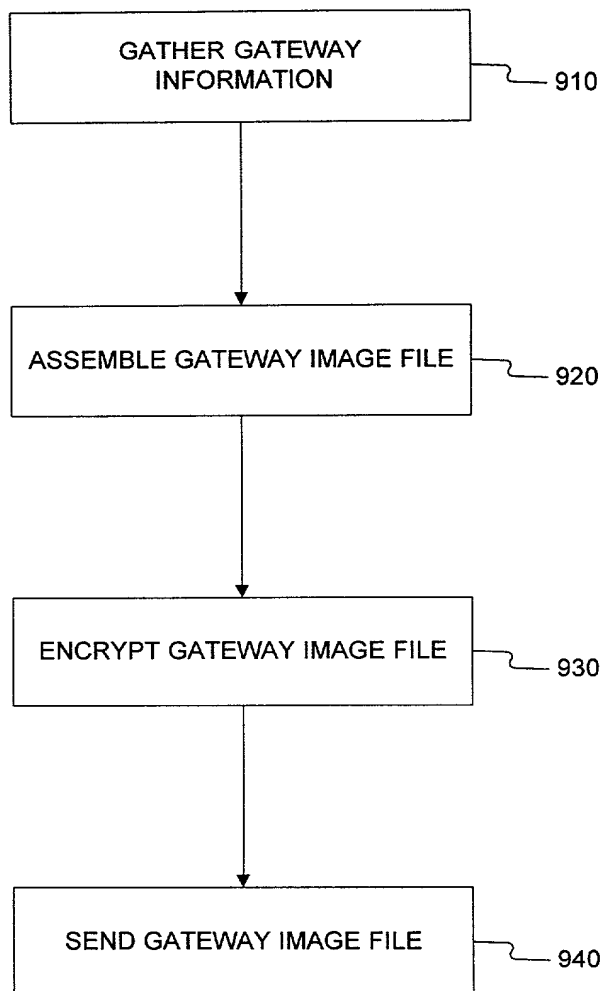 GATHER GATEWAY
INFORMATION
910
ASSEMBLE GATEWAY IMAGE FILE
920
ENCRYPT GATEWAY IMAGE FILE
930
SEND GATEWAY IMAGE FILE
940